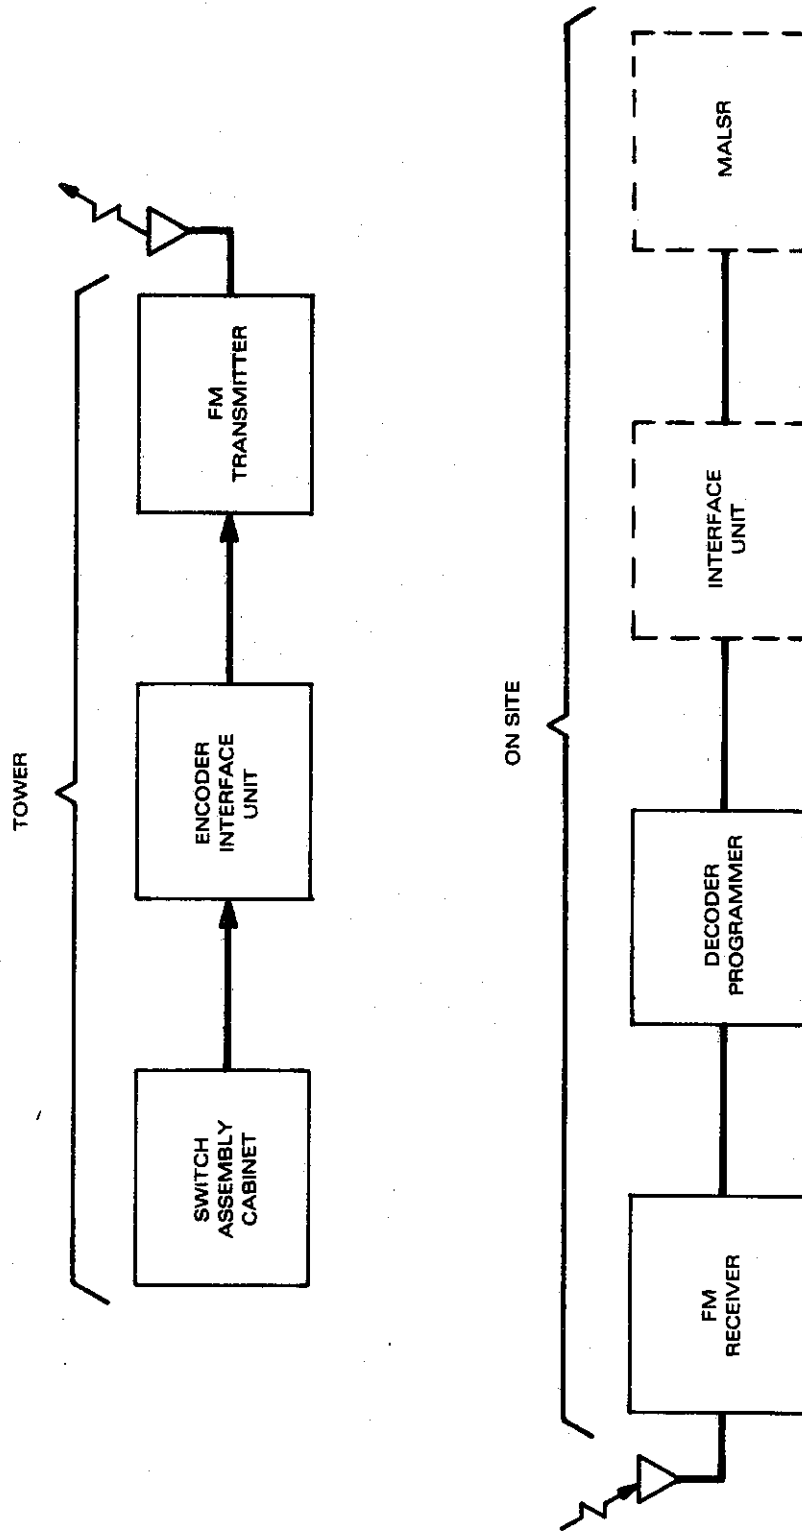 TOWER
SWITCH
ASSEMBLY
CABINET
ENCODER
INTERFACE
UNIT
FM
TRANSMITTER
ON SITE
FM
RECEIVER
DECODER
PROGRAMMER
INTERFACE
UNIT
MALSR